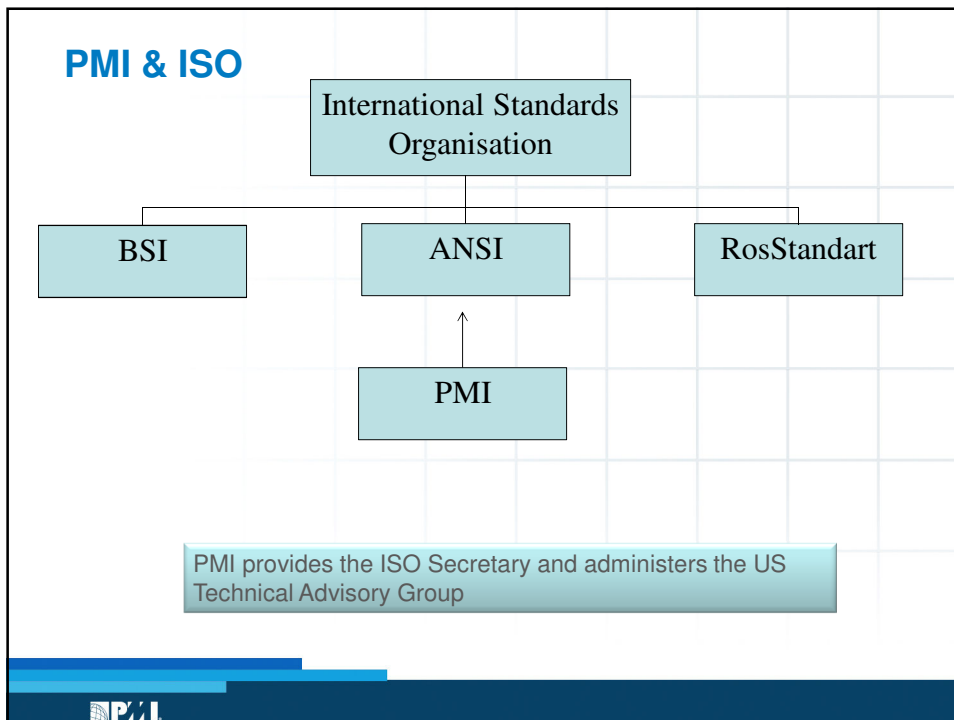 PMI & ISO
International Standards
Organisation
BSI
ANSI
RosStandart
PMI
PMI provides the ISO Secretary and administers the US
Technical Advisory Group
PMI